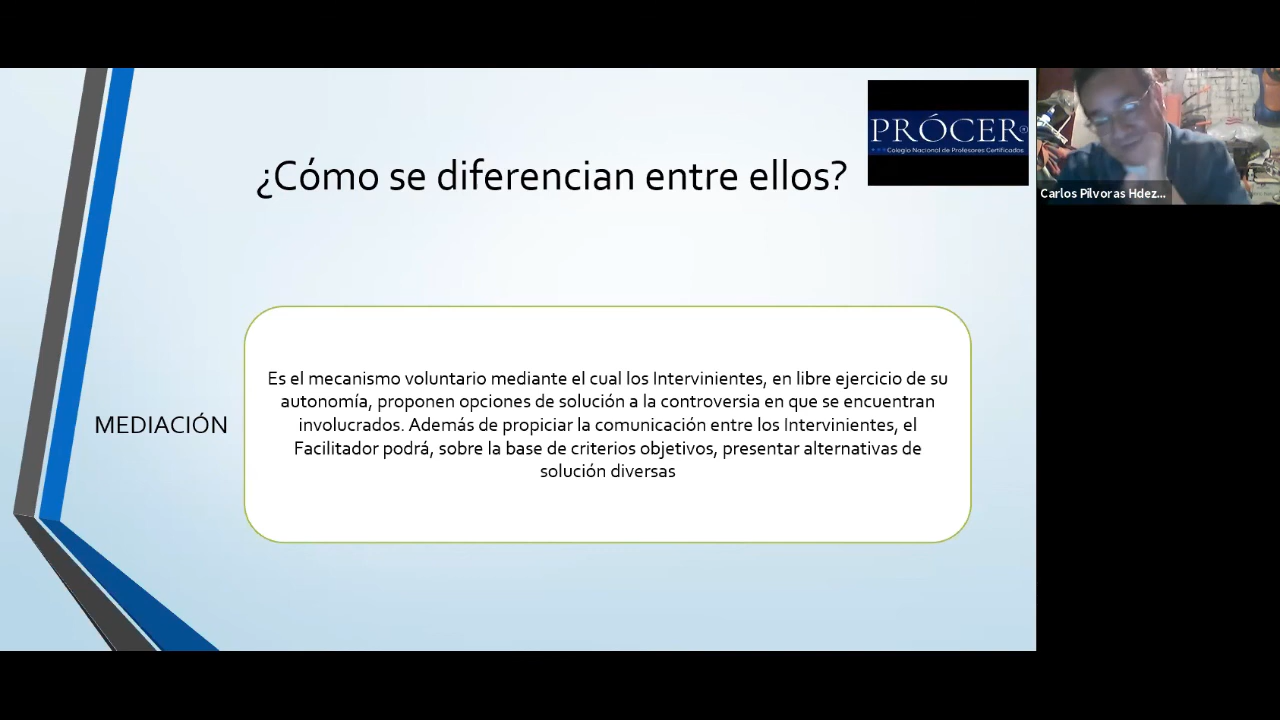 ¿Cómo se diferencian entre ellos?
PRÓCER®
Colegio Nacional de Profesores Certificados
Carlos Pilvoras Hdez...
MEDIACIÓN
Es el mecanismo voluntario mediante el cual los Intervinientes, en libre ejercicio de su
autonomía, proponen opciones de solución a la controversia en que se encuentran
involucrados. Además de propiciar la comunicación entre los Intervinientes, el
Facilitador podrá, sobre la base de criterios objetivos, presentar alternativas de
solución diversas